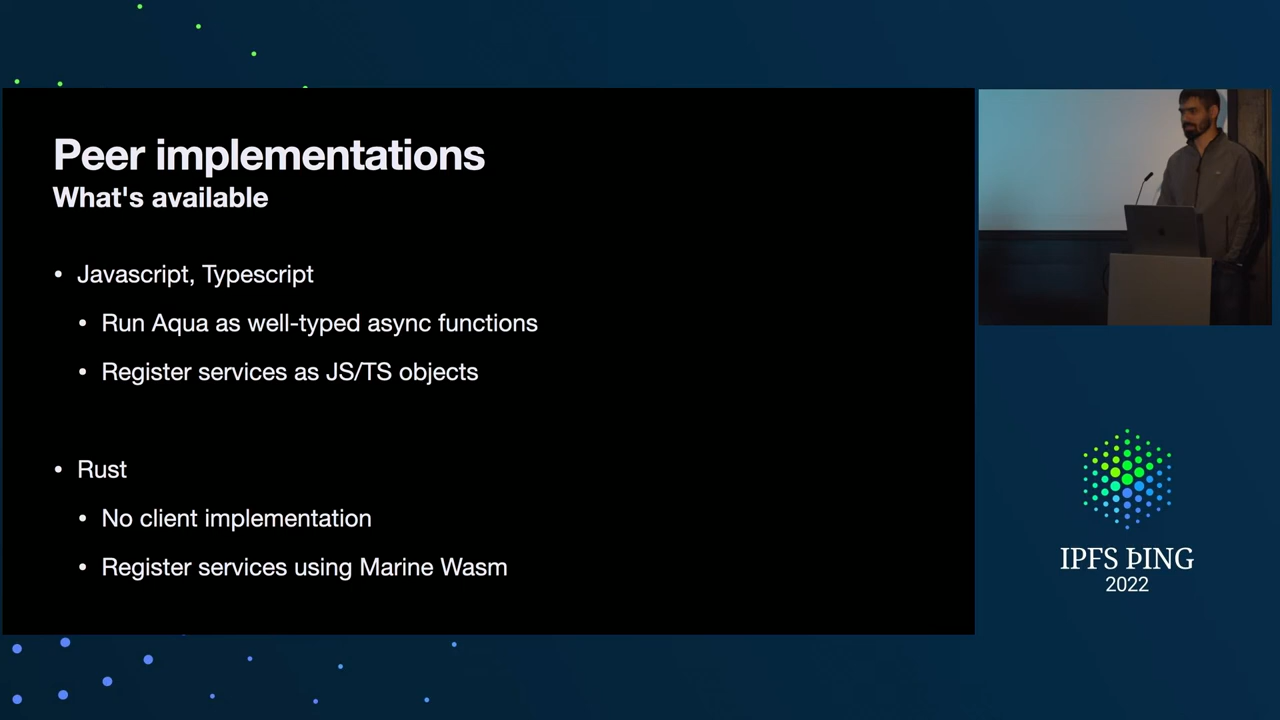 Peer implementations
What's available
• Javascript, Typescript
• Run Aqua as well-typed async functions
• Register services as JS/TS objects
• Rust
• No client implementation
• Register services using Marine Wasm
IPFS ÞING
2022